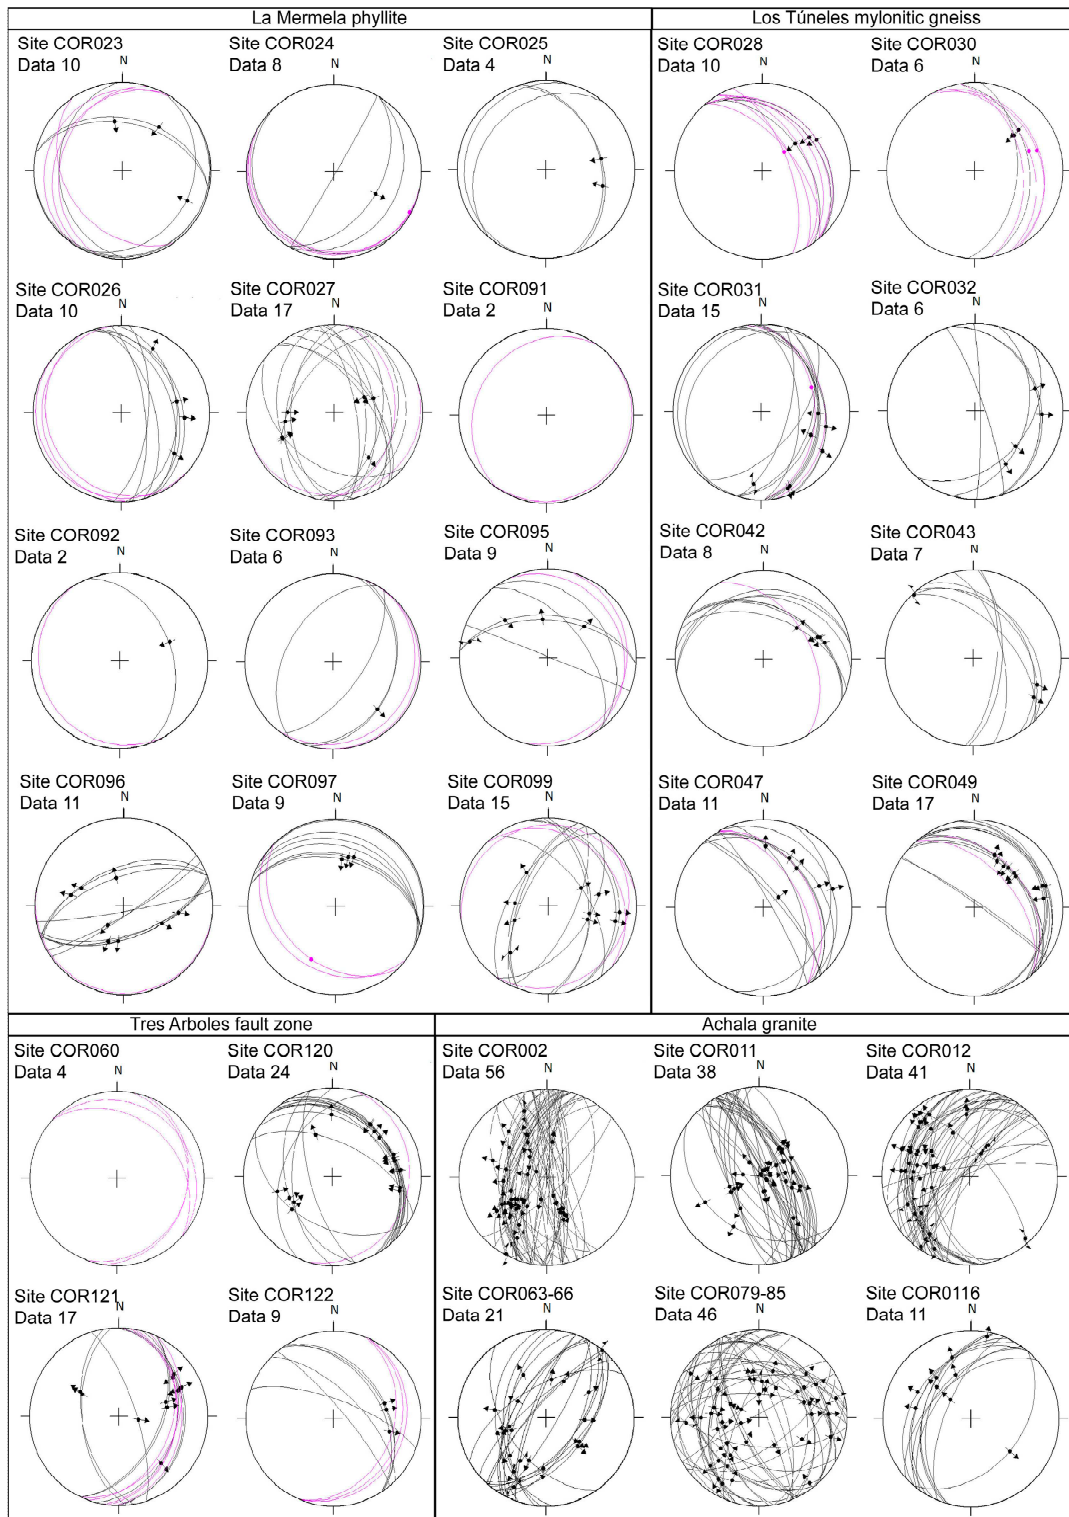 La Mermela phyllite
Los Túneles mylonitic gneiss
Site COR023
Data 10
N
Site COR024
Data 8
N
Site COR025
Data 4
N
Site COR028
Data 10
N
Site COR030
Data 6
N
Site COR026
Data 10
N
Site COR027
Data 17
N
Site COR091
Data 2
N
Site COR031
Data 15
N
Site COR032
Data 6
N
Site COR092
Data 2
N
Site COR093
Data 6
N
Site COR095
Data 9
N
Site COR042
Data 8
N
Site COR043
Data 7
N
Site COR096
Data 11
N
Site COR097
Data 9
N
Site COR099
Data 15
N
Site COR047
Data 11
N
Site COR049
Data 17
N
Tres Arboles fault zone
Achala granite
Site COR060
Data 4
N
Site COR120
Data 24
N
Site COR002
Data 56
N
Site COR011
Data 38
N
Site COR012
Data 41
N
Site COR121
Data 17
N
Site COR122
Data 9
N
Site COR063-66
Data 21
N
Site COR079-85
Data 46
N
Site COR0116
Data 11
N